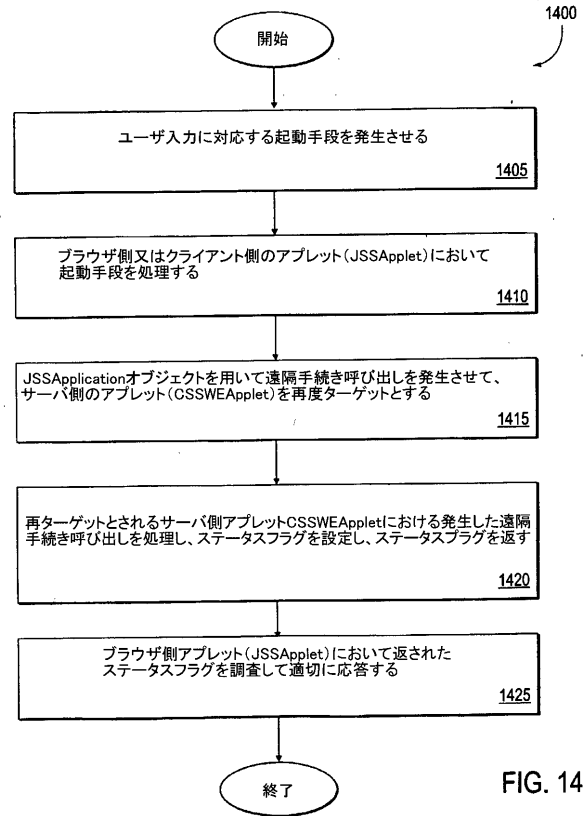 1400
開始
ユーザ入力に対応する起動手段を発生させる
1405
ブラウザ側又はクライアント側のアプレット(JSSApplet)において
起動手段を処理する
1410
JSSApplicationオブジェクトを用いて遠隔手続き呼び出しを発生させて、
サーバ側のアプレット(CSSWEApplet)を再度ターゲットとする
1415
再ターゲットとされるサーバ側アプレットCSSWEAppletにおける発生した遠隔
手続き呼び出しを処理し、ステータスフラグを設定し、ステータスプラグを返す
1420
ブラウザ側アプレット(JSSApplet)において返された
ステータスフラグを調査して適切に応答する
1425
終了
FIG. 14